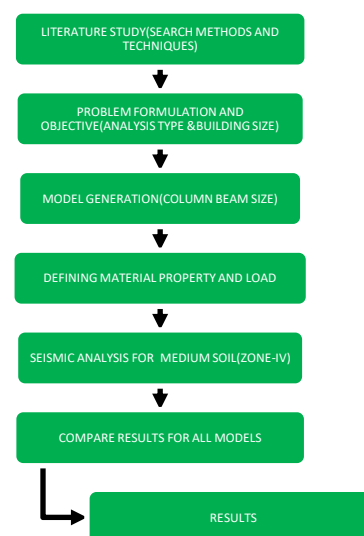 LITERATURE STUDY(SEARCH METHODS AND
TECHNIQUES)
PROBLEM FORMULATION AND
OBJECTIVE(ANALYSIS TYPE &BUILDING SIZE)
MODEL GENERATION(COLUMN BEAM SIZE)
DEFINING MATERIAL PROPERTY AND LOAD
SEISMIC ANALYSIS FOR MEDIUM SOIL(ZONE-IV)
COMPARE RESULTS FOR ALL MODELS
RESULTS